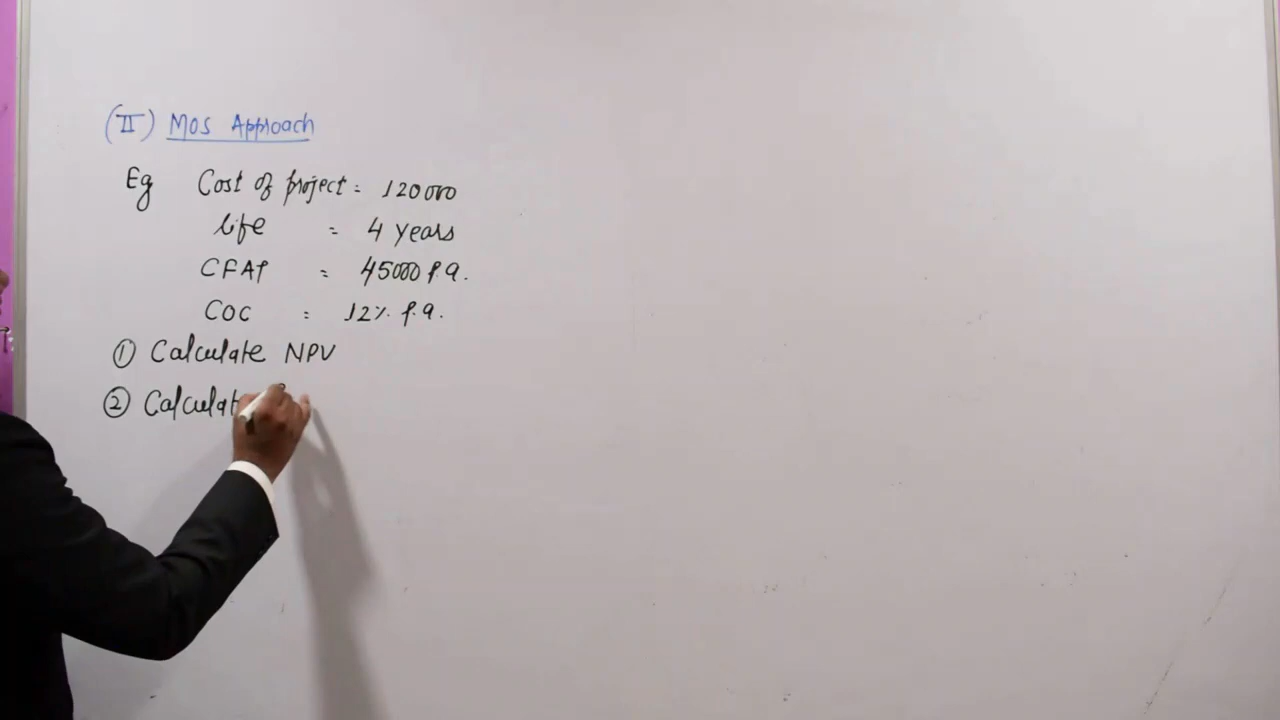 (II) MOS Approach
Eg Cost of project = 120000
life = 4 years
CFAT = 45000 p.a.
COC = 12% p.a.
① Calculate NPV
② Calculat